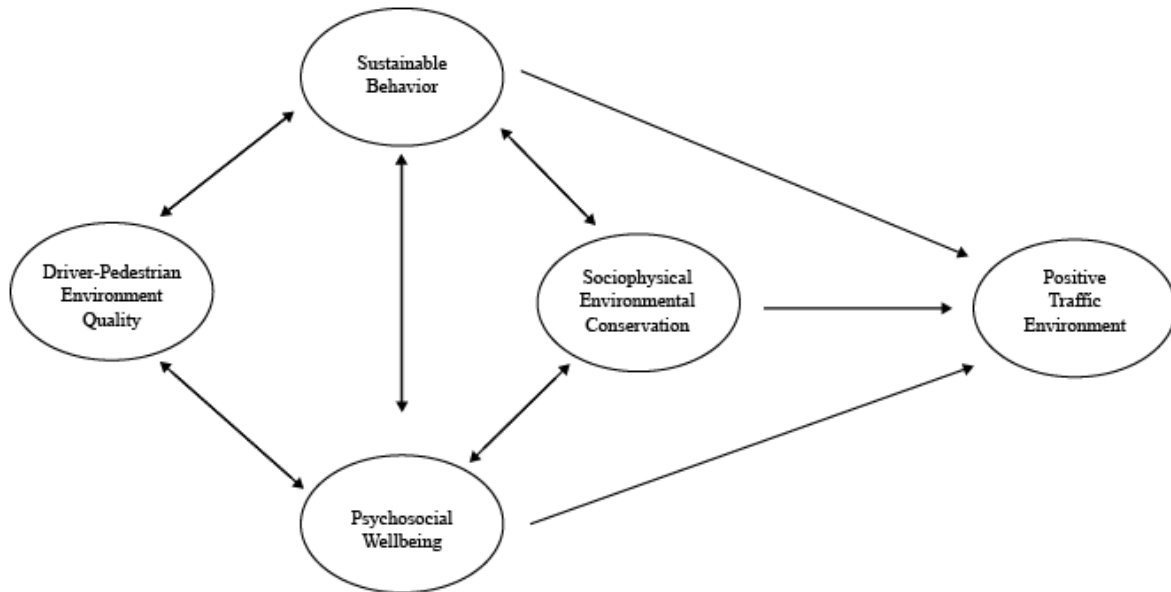 Sustainable
Behavior
Driver-Pedestrian
Environment
Quality
Sociophysical
Environmental
Conservation
Positive
Traffic
Environment
Psychosocial
Wellbeing